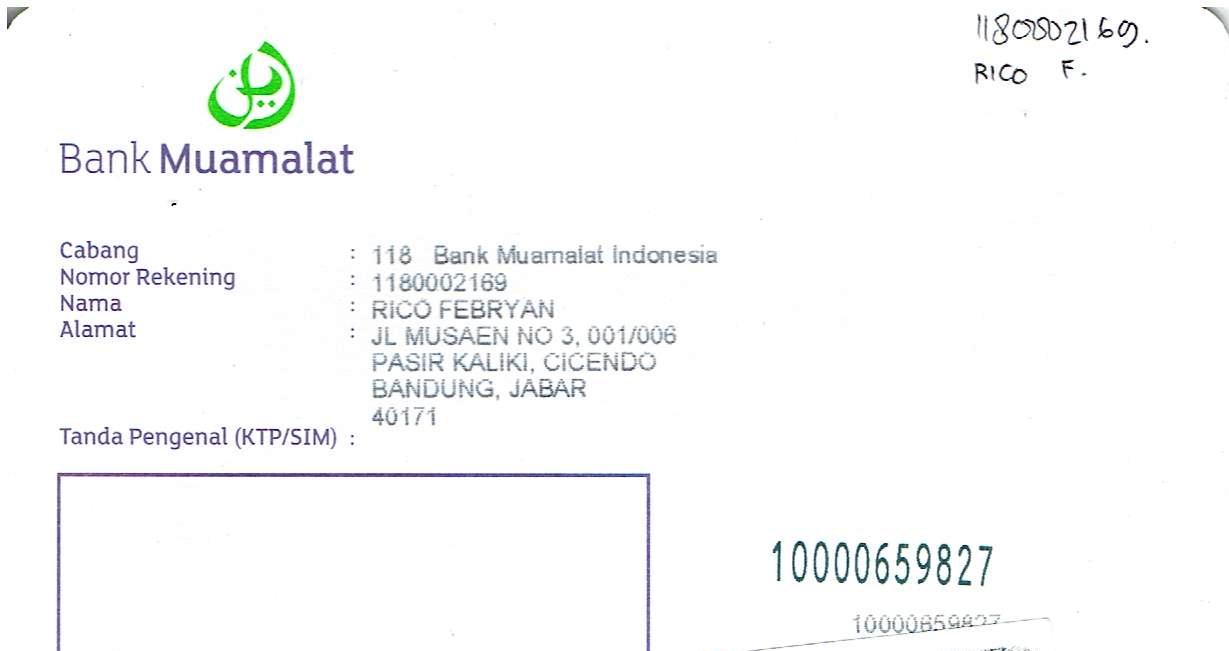 1180002169.
RICO F.
Bank Muamalat
Cabang : 118 Bank Muamalat Indonesia
Nomor Rekening : 1180002169
Nama : RICO FEBRYAN
Alamat : JL MUSAEN NO 3, 001/006
PASIR KALIKI, CICENDO
BANDUNG, JABAR
40171
Tanda Pengenal (KTP/SIM) :
10000659827
10000659827